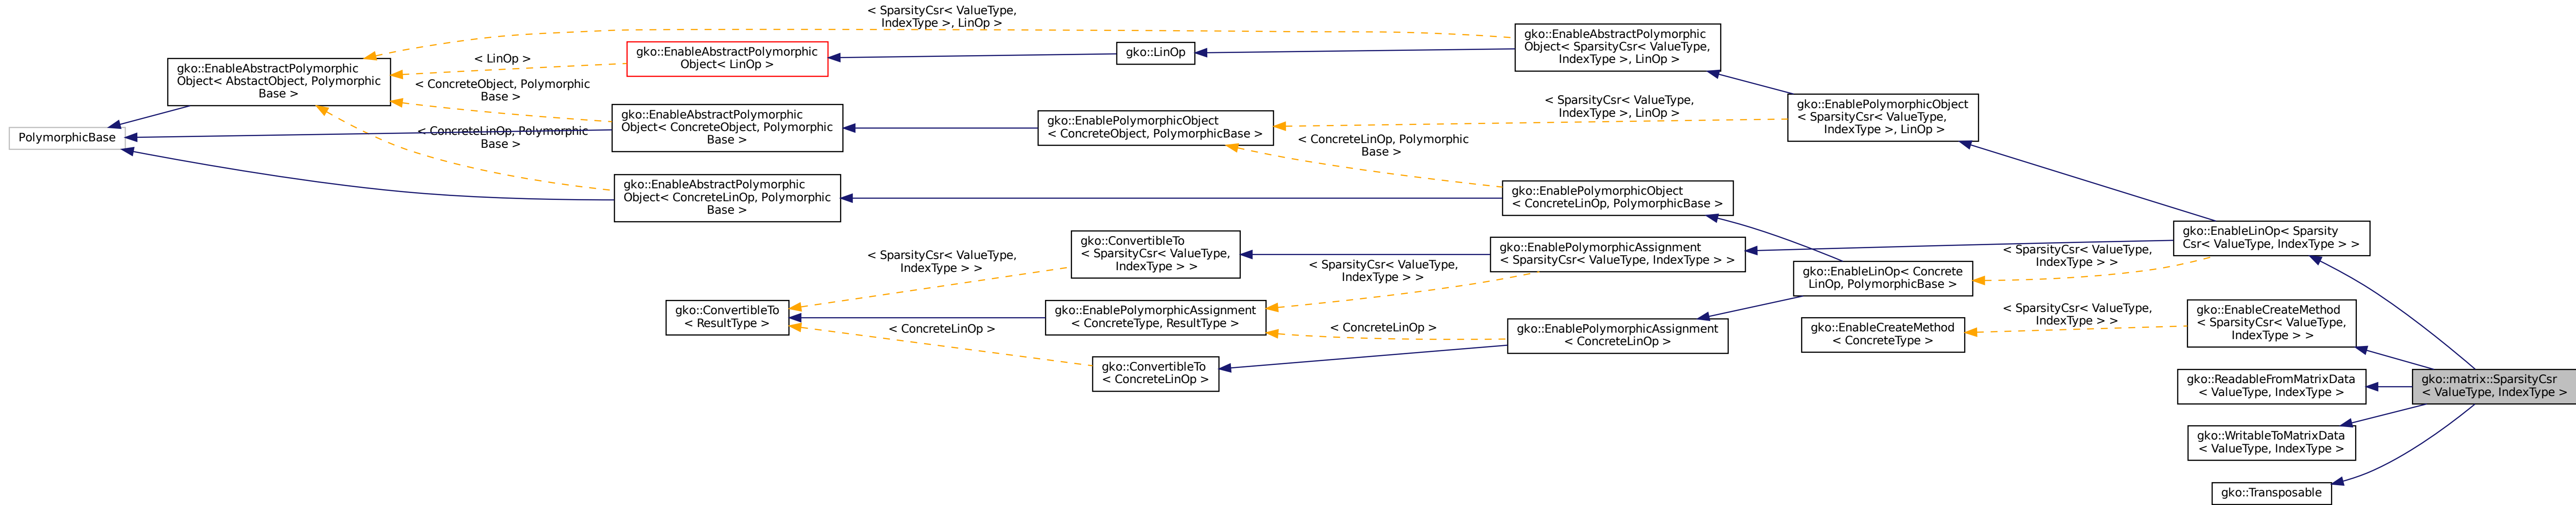 PolymorphicBase
gko::EnableAbstractPolymorphic
Object< AbstactObject, Polymorphic
Base >
< SparsityCsr< ValueType,
IndexType >, LinOp >
< LinOp >
< ConcreteObject, Polymorphic
Base >
< ConcreteLinOp, Polymorphic
Base >
gko::EnableAbstractPolymorphic
Object< LinOp >
gko::EnableAbstractPolymorphic
Object< ConcreteObject, Polymorphic
Base >
gko::EnableAbstractPolymorphic
Object< ConcreteLinOp, Polymorphic
Base >
gko::LinOp
gko::EnablePolymorphicObject
< ConcreteObject, PolymorphicBase >
gko::EnableAbstractPolymorphic
Object< SparsityCsr< ValueType,
IndexType >, LinOp >
< SparsityCsr< ValueType,
IndexType >, LinOp >
< ConcreteLinOp, Polymorphic
Base >
gko::EnablePolymorphicObject
< SparsityCsr< ValueType,
IndexType >, LinOp >
gko::EnablePolymorphicObject
< ConcreteLinOp, PolymorphicBase >
< SparsityCsr< ValueType,
IndexType > >
gko::ConvertibleTo
< SparsityCsr< ValueType,
IndexType > >
< SparsityCsr< ValueType,
IndexType > >
gko::EnablePolymorphicAssignment
< SparsityCsr< ValueType, IndexType > >
gko::ConvertibleTo
< ResultType >
< ConcreteLinOp >
gko::EnablePolymorphicAssignment
< ConcreteType, ResultType >
< ConcreteLinOp >
gko::ConvertibleTo
< ConcreteLinOp >
gko::EnablePolymorphicAssignment
< ConcreteLinOp >
gko::EnableLinOp< Concrete
LinOp, PolymorphicBase >
gko::EnableCreateMethod
< ConcreteType >
< SparsityCsr< ValueType,
IndexType > >
< SparsityCsr< ValueType,
IndexType > >
gko::EnableLinOp< Sparsity
Csr< ValueType, IndexType > >
gko::EnableCreateMethod
< SparsityCsr< ValueType,
IndexType > >
gko::ReadableFromMatrixData
< ValueType, IndexType >
gko::WritableToMatrixData
< ValueType, IndexType >
gko::Transposable
gko::matrix::SparsityCsr
< ValueType, IndexType >